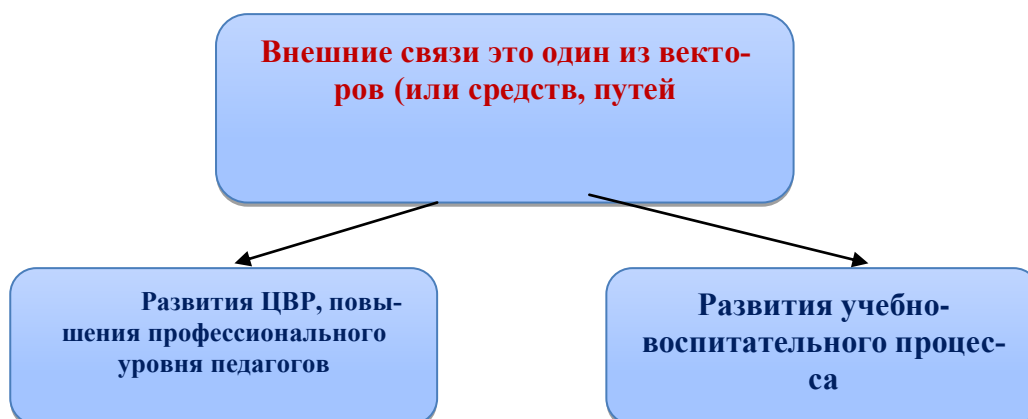 Внешние связи это один из векто-
ров (или средств, путей
Развития ЦВР, повы-
шения профессионального
уровня педагогов
Развития учебно-
воспитательного процес-
са